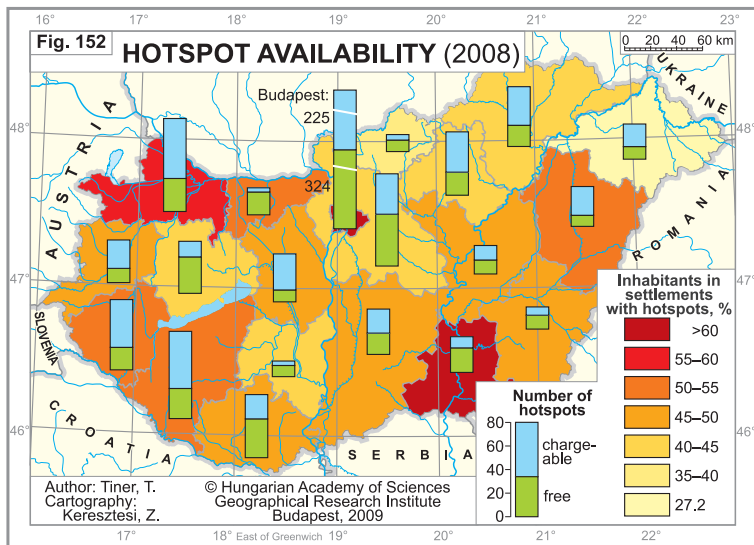 16° 17° 18° 19° 20° 21° 22° 23°
Fig. 152
HOTSPOT AVAILABILITY (2008)
0 20 40 60 km
UKRAINE
Budapest:
225
324
48°
48°
AUSTRIA
ROMANIA
47°
47°
SLOVENIA
CROATIA
SERBIA
46°
46°
Inhabitants in
settlements
with hotspots, %
>60
55–60
50–55
45–50
40–45
35–40
27.2
Number of
hotspots
80
60
40
20
0
charge-
able
free
Author: Tiner, T.
Cartography:
Keresztesi, Z.
© Hungarian Academy of Sciences
Geographical Research Institute
Budapest, 2009
17° 18° East of Greenwich 19° 20° 21° 22°